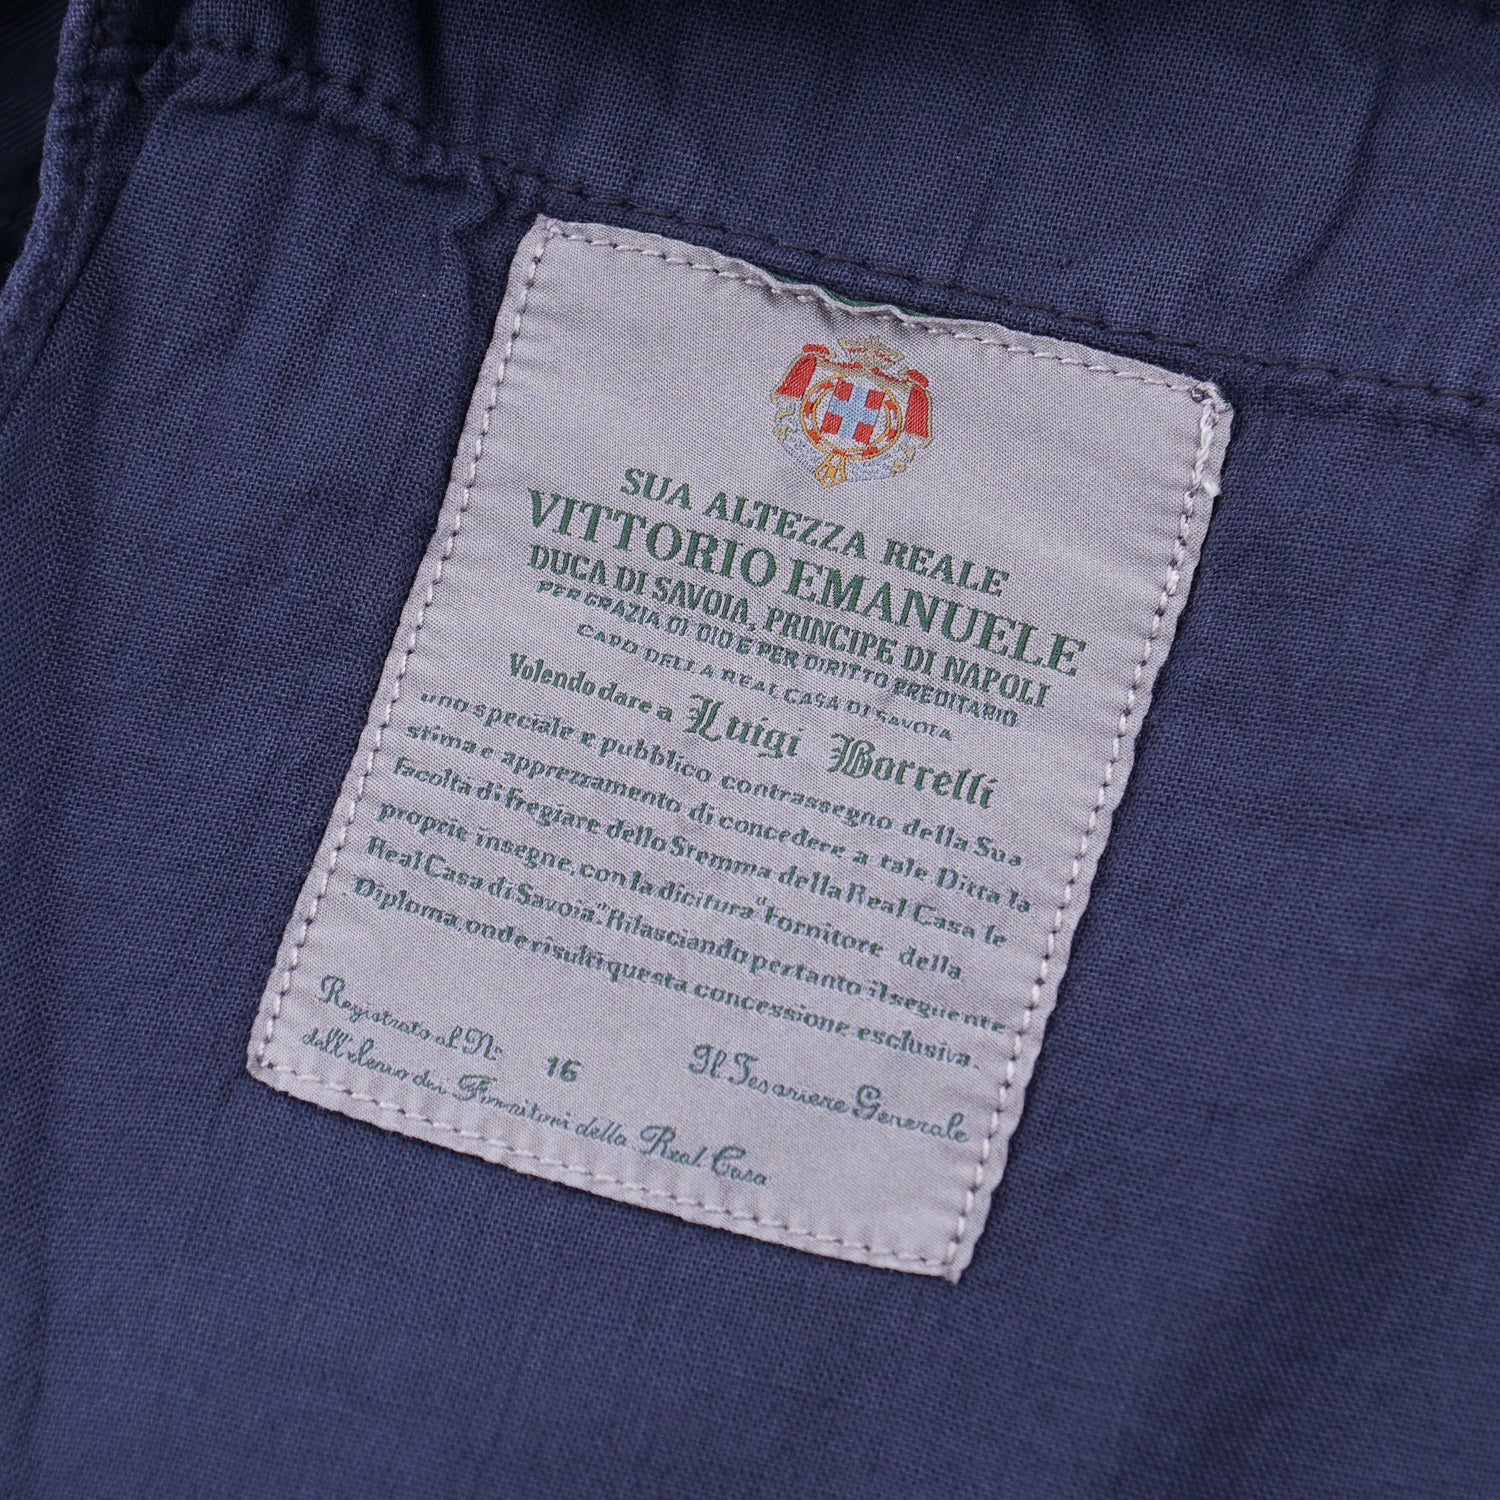 SUA ALTEZZA REALE
VITTORIO EMANUELE
DUCA DI SAVOIA, PRINCIPE DI NAPOLI
PER GRAZIA DI DIO E PER DIRITTO EREDITARIO
CAPO DELLA REAL CASA DI SAVOIA
Volendo dare a Luigi Borrelli
uno speciale e pubblico contrassegno della Sua
stima e apprezzamento di concedere a tale Ditta la
facoltà di fregiare dello Stemma della Real Casa le
proprie insegne, con la dicitura "Fornitore della
Real Casa di Savoia". Rilasciando pertanto il seguente
Diploma, onde risulti questa concessione esclusiva.
Registrato al N° 16 Il Tesoriere Generale
dall'elenco dei Fornitori della Real Casa